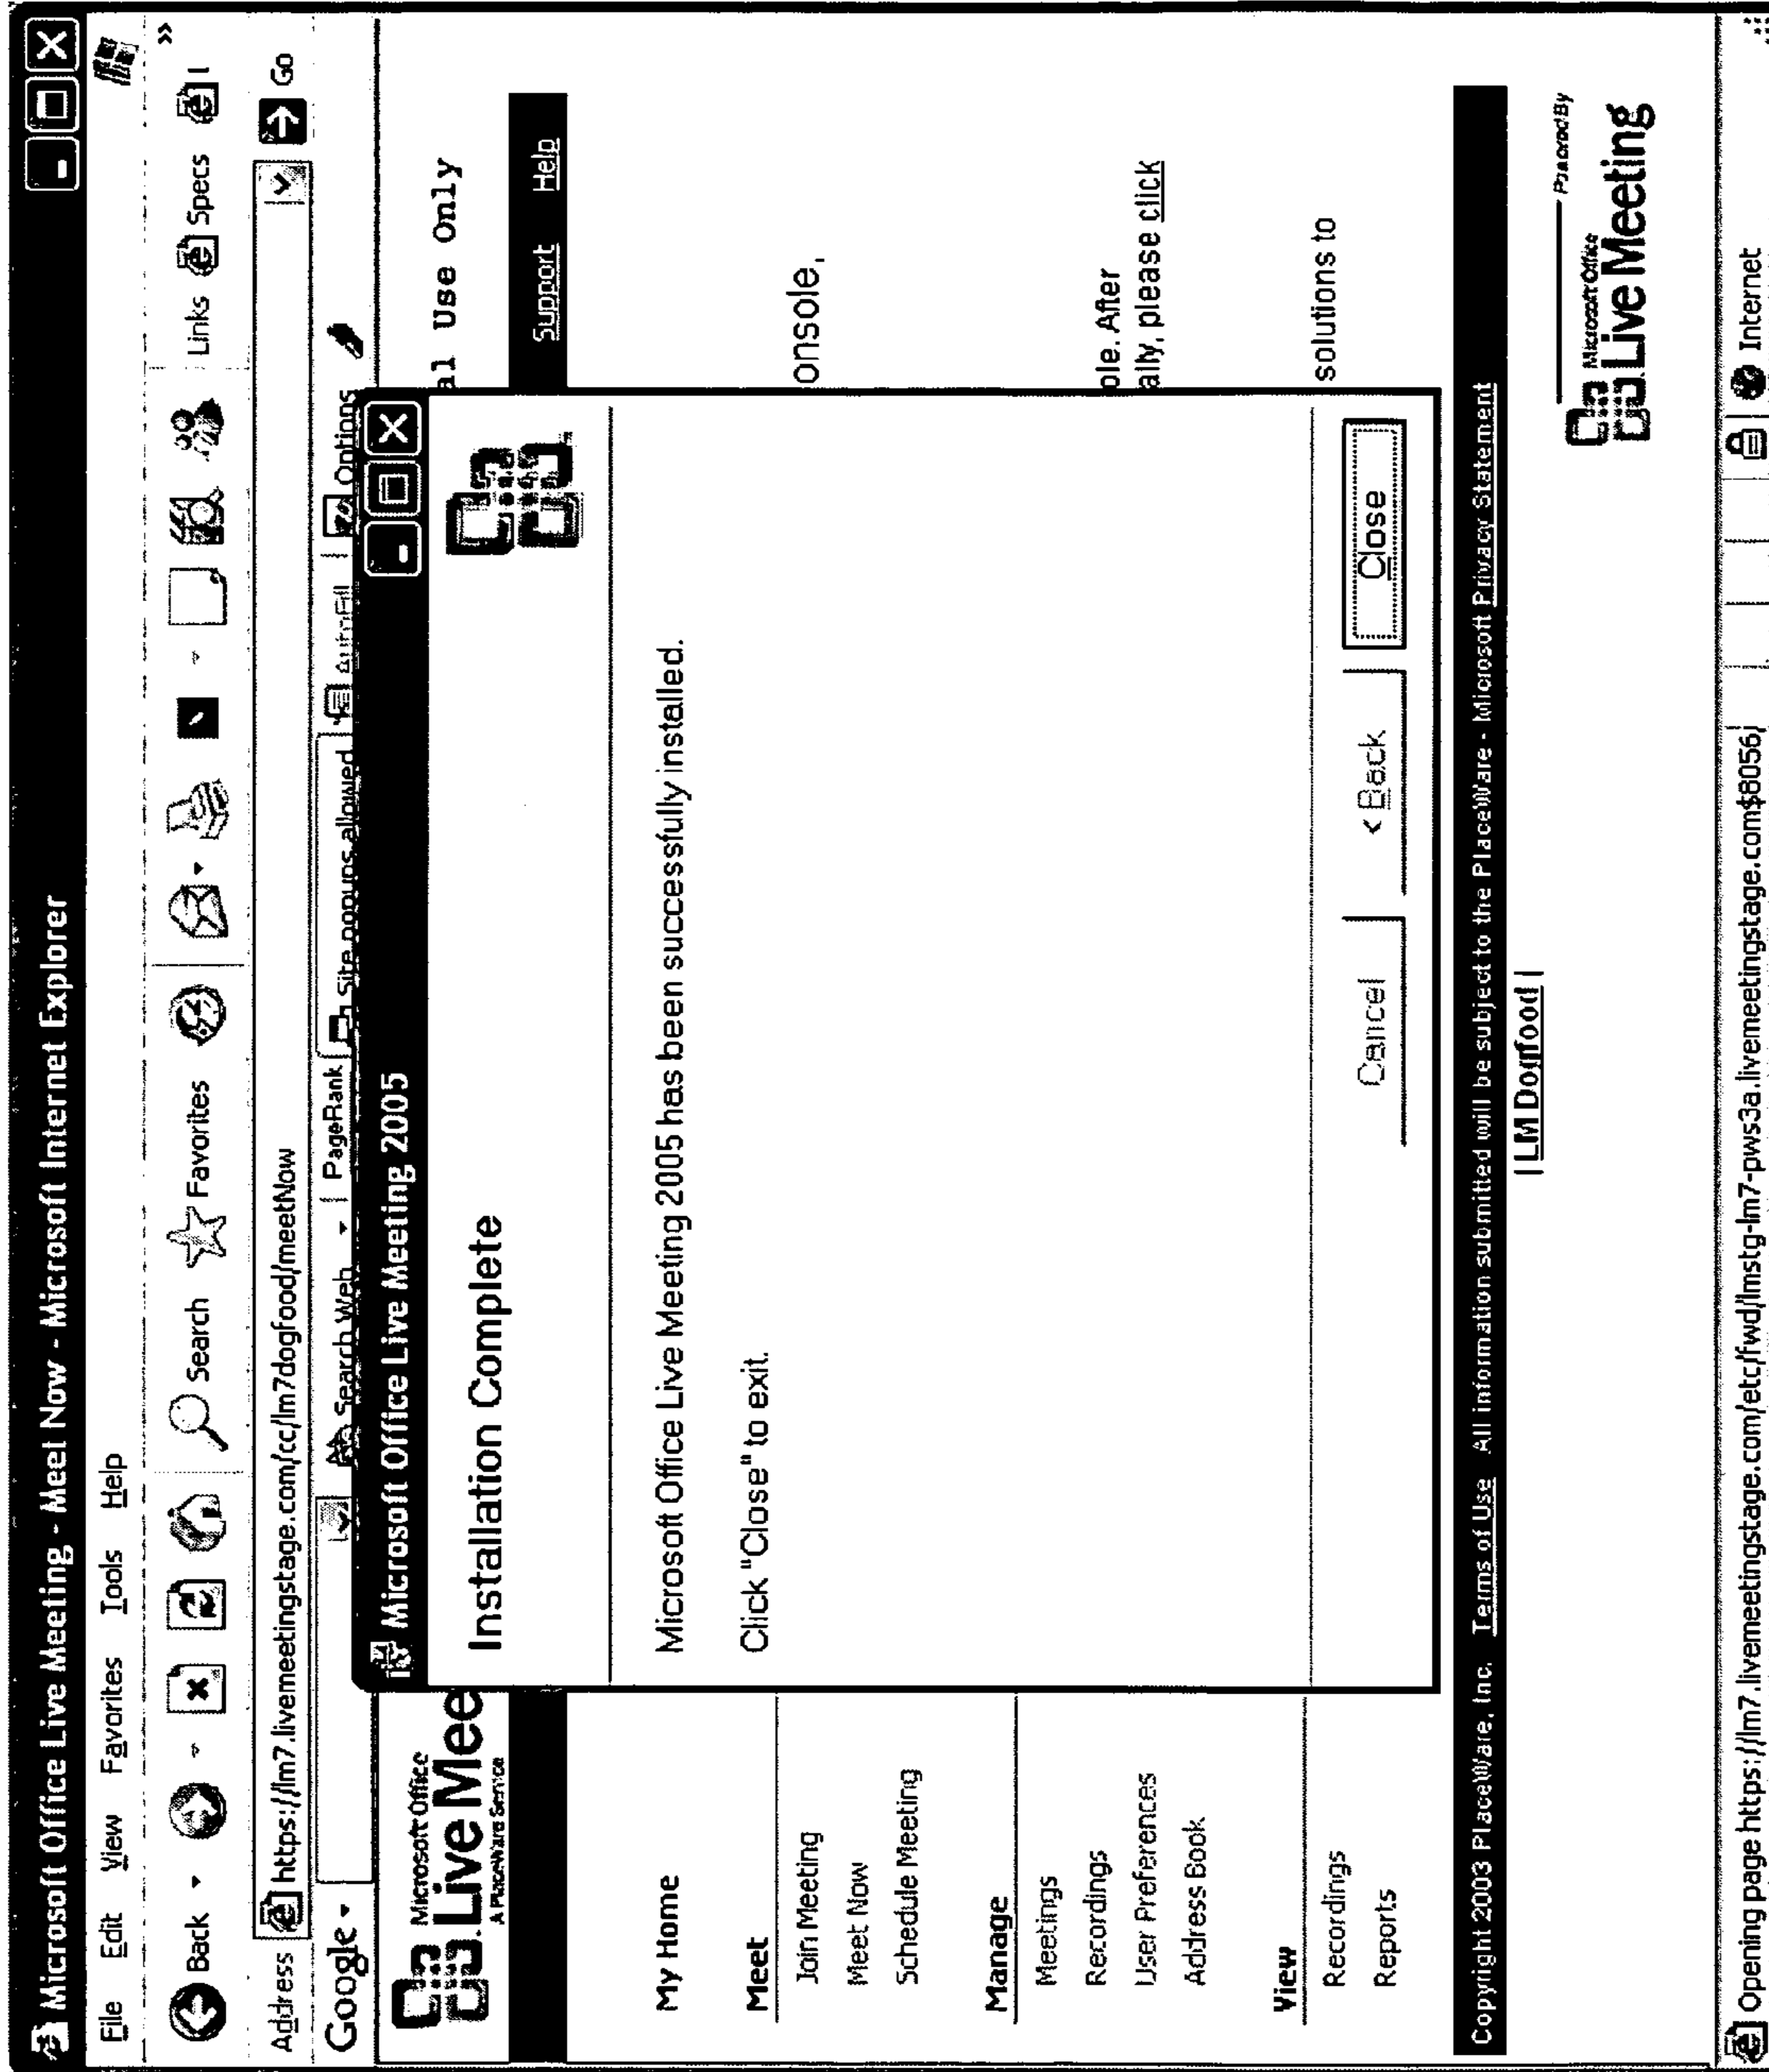 Microsoft Office Live Meeting - Meet Now - Microsoft Internet Explorer
File Edit View Favorites Tools Help
Back Search Favorites Links Specs
Address https://lm7.livemeetingstage.com/cc/lm7dogfood/meetNow Go
Google Search Web PageRank Site popups allowed AutoFill Options
Microsoft Office
Live Mee
A PlaceWare Service
al Use Only
Support Help
My Home
Meet
Join Meeting
Meet Now
Schedule Meeting
Manage
Meetings
Recordings
User Preferences
Address Book
View
Recordings
Reports
Microsoft Office Live Meeting 2005
Installation Complete
Microsoft Office Live Meeting 2005 has been successfully installed.
Click "Close" to exit.
Cancel < Back Close
onsole,
ole. After
ally, please click
solutions to
Copyright 2003 PlaceWare, Inc. Terms of Use All information submitted will be subject to the PlaceWare - Microsoft Privacy Statement
| LM Dogfood |
Powered By
Microsoft Office
Live Meeting
Opening page https://lm7.livemeetingstage.com/etc/fwd/lmstg-lm7-pws3a.livemeetingstage.com$8056/ Internet